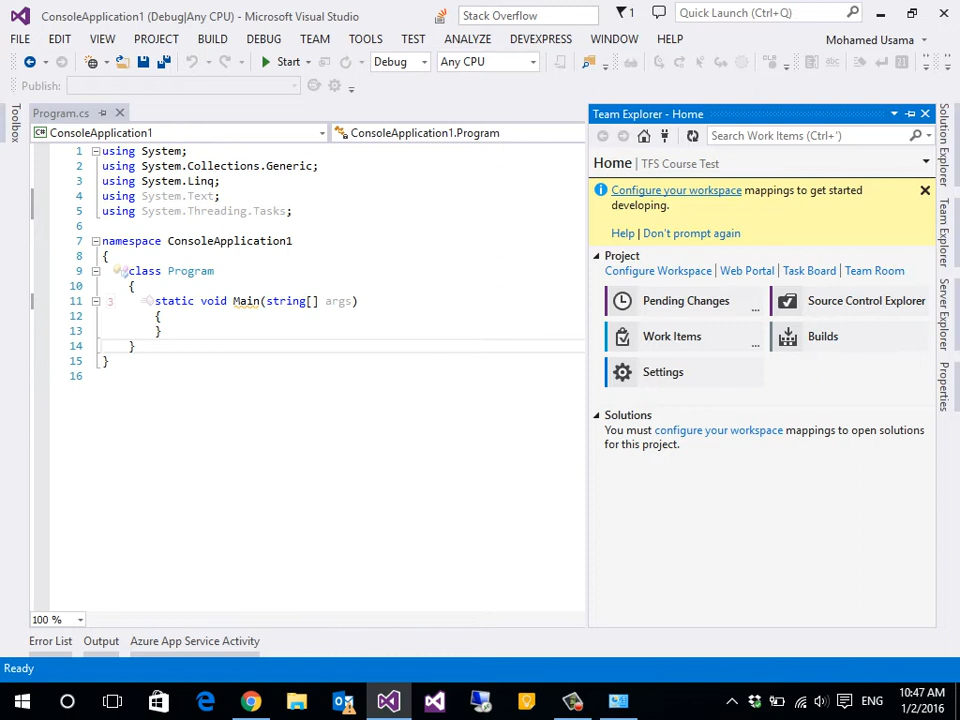 ConsoleApplication1 (Debug|Any CPU) - Microsoft Visual Studio
Stack Overflow
1
Quick Launch (Ctrl+Q)
FILE EDIT VIEW PROJECT BUILD DEBUG TEAM TOOLS TEST ANALYZE DEVEXPRESS WINDOW HELP Mohamed Usama
Start Debug Any CPU
Publish:
Toolbox
Program.cs
ConsoleApplication1
ConsoleApplication1.Program
1 using System;
2 using System.Collections.Generic;
3 using System.Linq;
4 using System.Text;
5 using System.Threading.Tasks;
6
7 namespace ConsoleApplication1
8 {
9 class Program
10 {
11 3 static void Main(string[] args)
12 {
13 }
14 }
15 }
16
100 %
Team Explorer - Home
Search Work Items (Ctrl+')
Home | TFS Course Test
Configure your workspace mappings to get started
developing.
Help | Don't prompt again
Project
Configure Workspace | Web Portal | Task Board | Team Room
Pending Changes ...
Source Control Explorer
Work Items ...
Builds
Settings
Solutions
You must configure your workspace mappings to open solutions
for this project.
Solution Explorer
Team Explorer
Server Explorer
Properties
Error List Output Azure App Service Activity
Ready
ENG
10:47 AM
1/2/2016